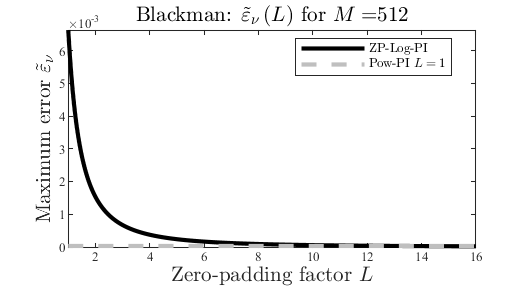 Blackman: ε̃ν(L) for M =512
×10⁻³
ZP-Log-PI
Pow-PI L = 1
Maximum error ε̃ν
6
5
4
3
2
1
0
2 4 6 8 10 12 14 16
Zero-padding factor L